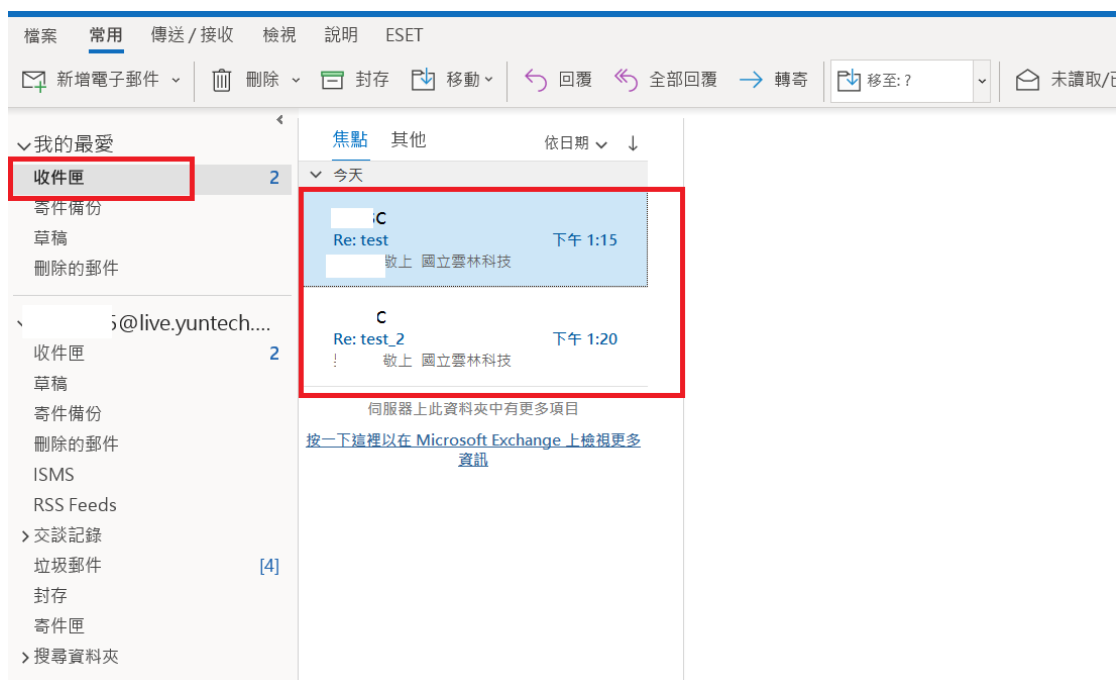 檔案 常用 傳送 / 接收 檢視 說明 ESET
新增電子郵件 刪除 封存 移動 回覆 全部回覆 轉寄 移至: ? 未讀取/已
我的最愛
收件匣 2
寄件備份
草稿
刪除的郵件
5@live.yuntech....
收件匣 2
草稿
寄件備份
刪除的郵件
ISMS
RSS Feeds
交談記錄
垃圾郵件 [4]
封存
寄件匣
搜尋資料夾
焦點 其他 依日期 ↓
今天
C
Re: test 下午 1:15
敬上 國立雲林科技
C
Re: test_2 下午 1:20
敬上 國立雲林科技
伺服器上此資料夾中有更多項目
按一下這裡以在 Microsoft Exchange 上檢視更多
資訊